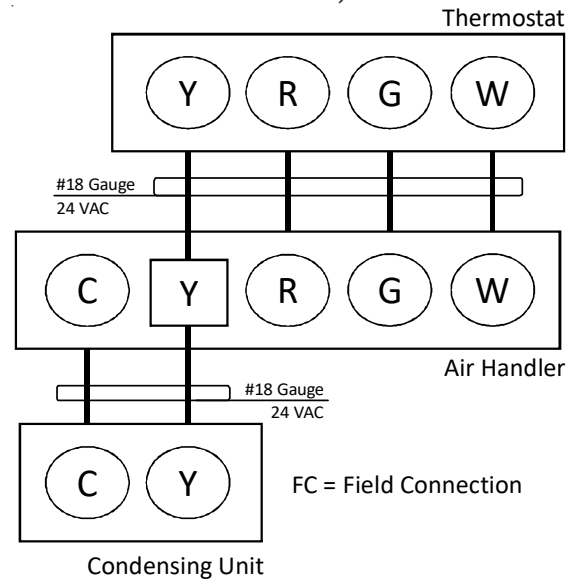 Thermostat
Y R G W
#18 Gauge
24 VAC
C Y R G W
Air Handler
#18 Gauge
24 VAC
C Y
FC = Field Connection
Condensing Unit